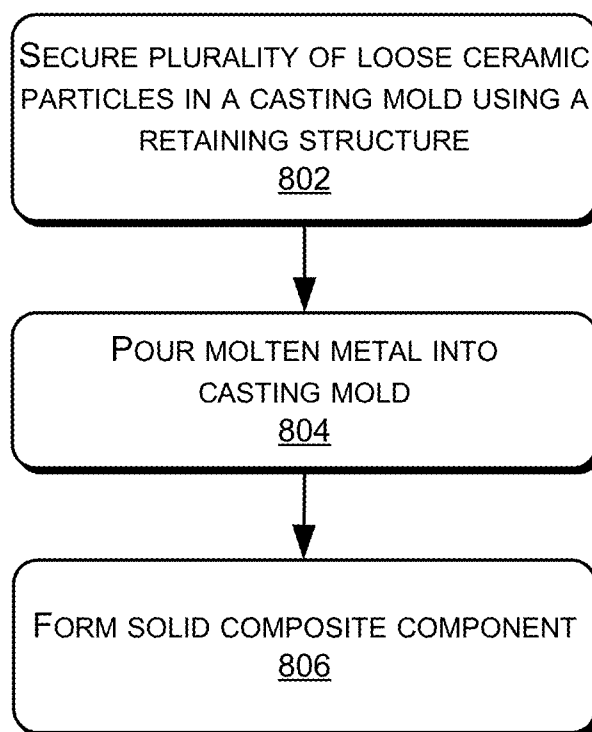 SECURE PLURALITY OF LOOSE CERAMIC
PARTICLES IN A CASTING MOLD USING A
RETAINING STRUCTURE
802
POUR MOLTEN METAL INTO
CASTING MOLD
804
FORM SOLID COMPOSITE COMPONENT
806